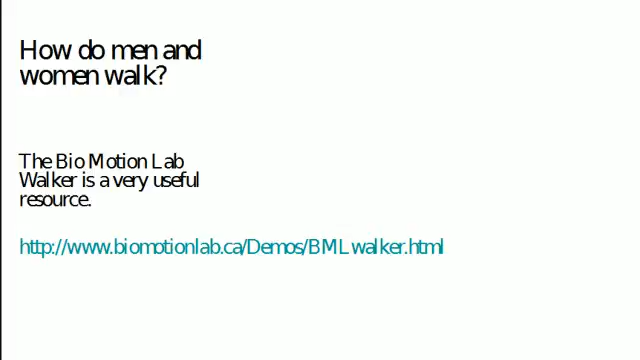 How do men and
women walk?
The Bio Motion Lab
Walker is a very useful
resource.
http://www.biomotionlab.ca/Demos/BMLwalker.html